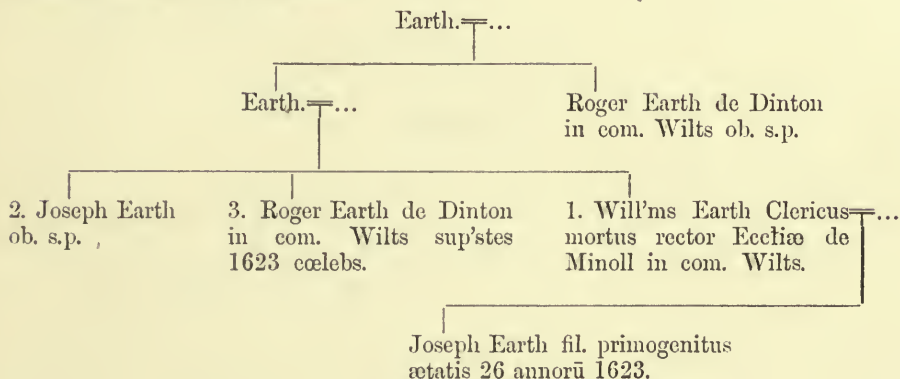 Earth.=...
Earth.=...
Roger Earth de Dinton
in com. Wilts ob. s.p.
2. Joseph Earth
ob. s.p.
3. Roger Earth de Dinton
in com. Wilts sup'stes
1623 cœlebs.
1. Will'ms Earth Clericus=...
mortus rector Eccł'iæ de
Minoll in com. Wilts.
Joseph Earth fil. primogenitus
ætatis 26 annorū 1623.